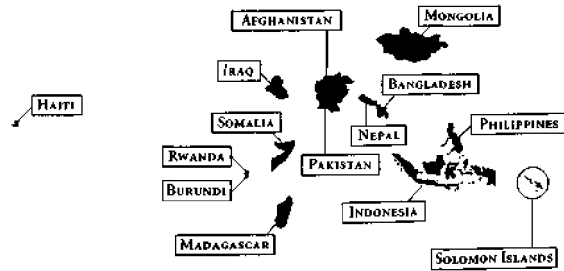 AFGHANISTAN
MONGOLIA
IRAQ
BANGLADESH
HAITI
SOMALIA
NEPAL
PHILIPPINES
RWANDA
PAKISTAN
BURUNDI
INDONESIA
MADAGASCAR
SOLOMON ISLANDS